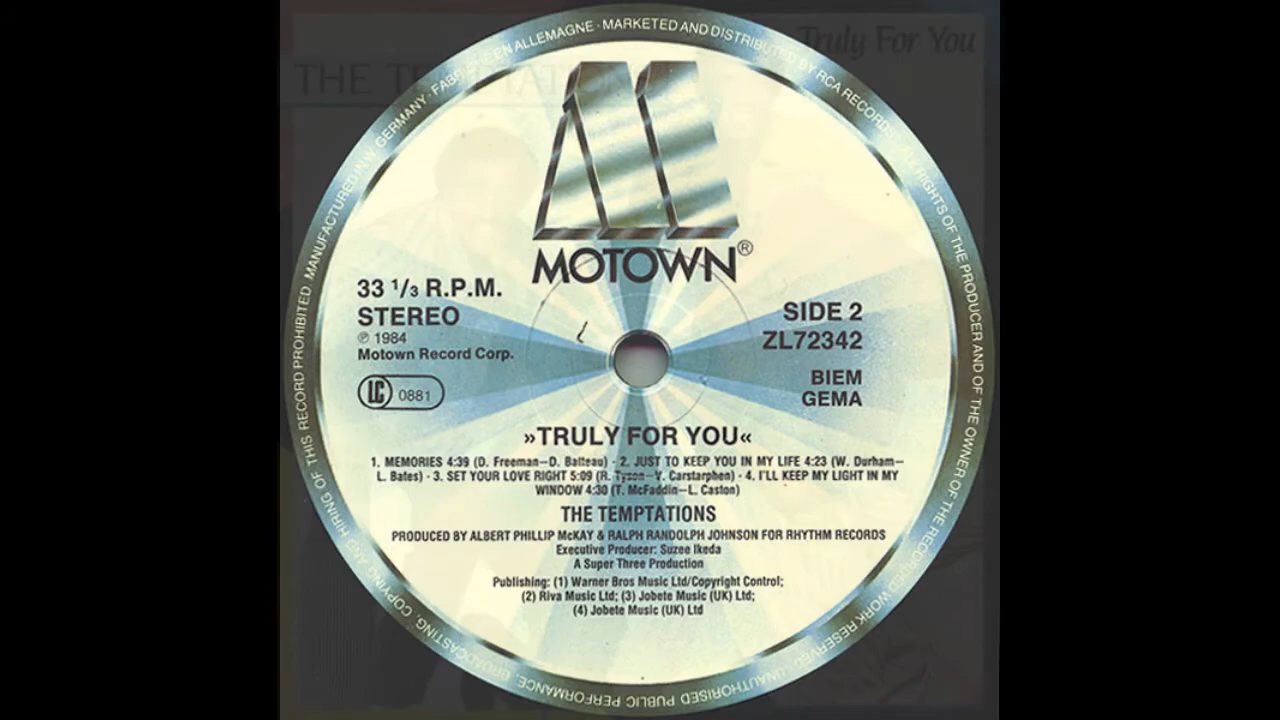 Truly For You
THE TEMPTATIONS
MANUFACTURED IN W. GERMANY · FABRIQUÉ EN ALLEMAGNE · MARKETED AND DISTRIBUTED BY RCA RECORDS · ALL RIGHTS OF THE PRODUCER AND OF THE OWNER OF THE RECORDED WORK RESERVED. UNAUTHORISED PUBLIC PERFORMANCE, BROADCASTING, COPYING AND HIRING OF THIS RECORD PROHIBITED.
MOTOWN®
33 1/3 R.P.M.
STEREO
℗ 1984
Motown Record Corp.
LC 0881
SIDE 2
ZL72342
BIEM
GEMA
»TRULY FOR YOU«
1. MEMORIES 4:39 (D. Freeman–D. Batteau) · 2. JUST TO KEEP YOU IN MY LIFE 4:23 (W. Durham–
L. Bates) · 3. SET YOUR LOVE RIGHT 5:09 (R. Tyson–V. Carstarphen) · 4. I'LL KEEP MY LIGHT IN MY
WINDOW 4:30 (T. McFaddin–L. Caston)
THE TEMPTATIONS
PRODUCED BY ALBERT PHILLIP McKAY & RALPH RANDOLPH JOHNSON FOR RHYTHM RECORDS
Executive Producer: Suzee Ikeda
A Super Three Production
Publishing: (1) Warner Bros Music Ltd/Copyright Control;
(2) Riva Music Ltd; (3) Jobete Music (UK) Ltd;
(4) Jobete Music (UK) Ltd